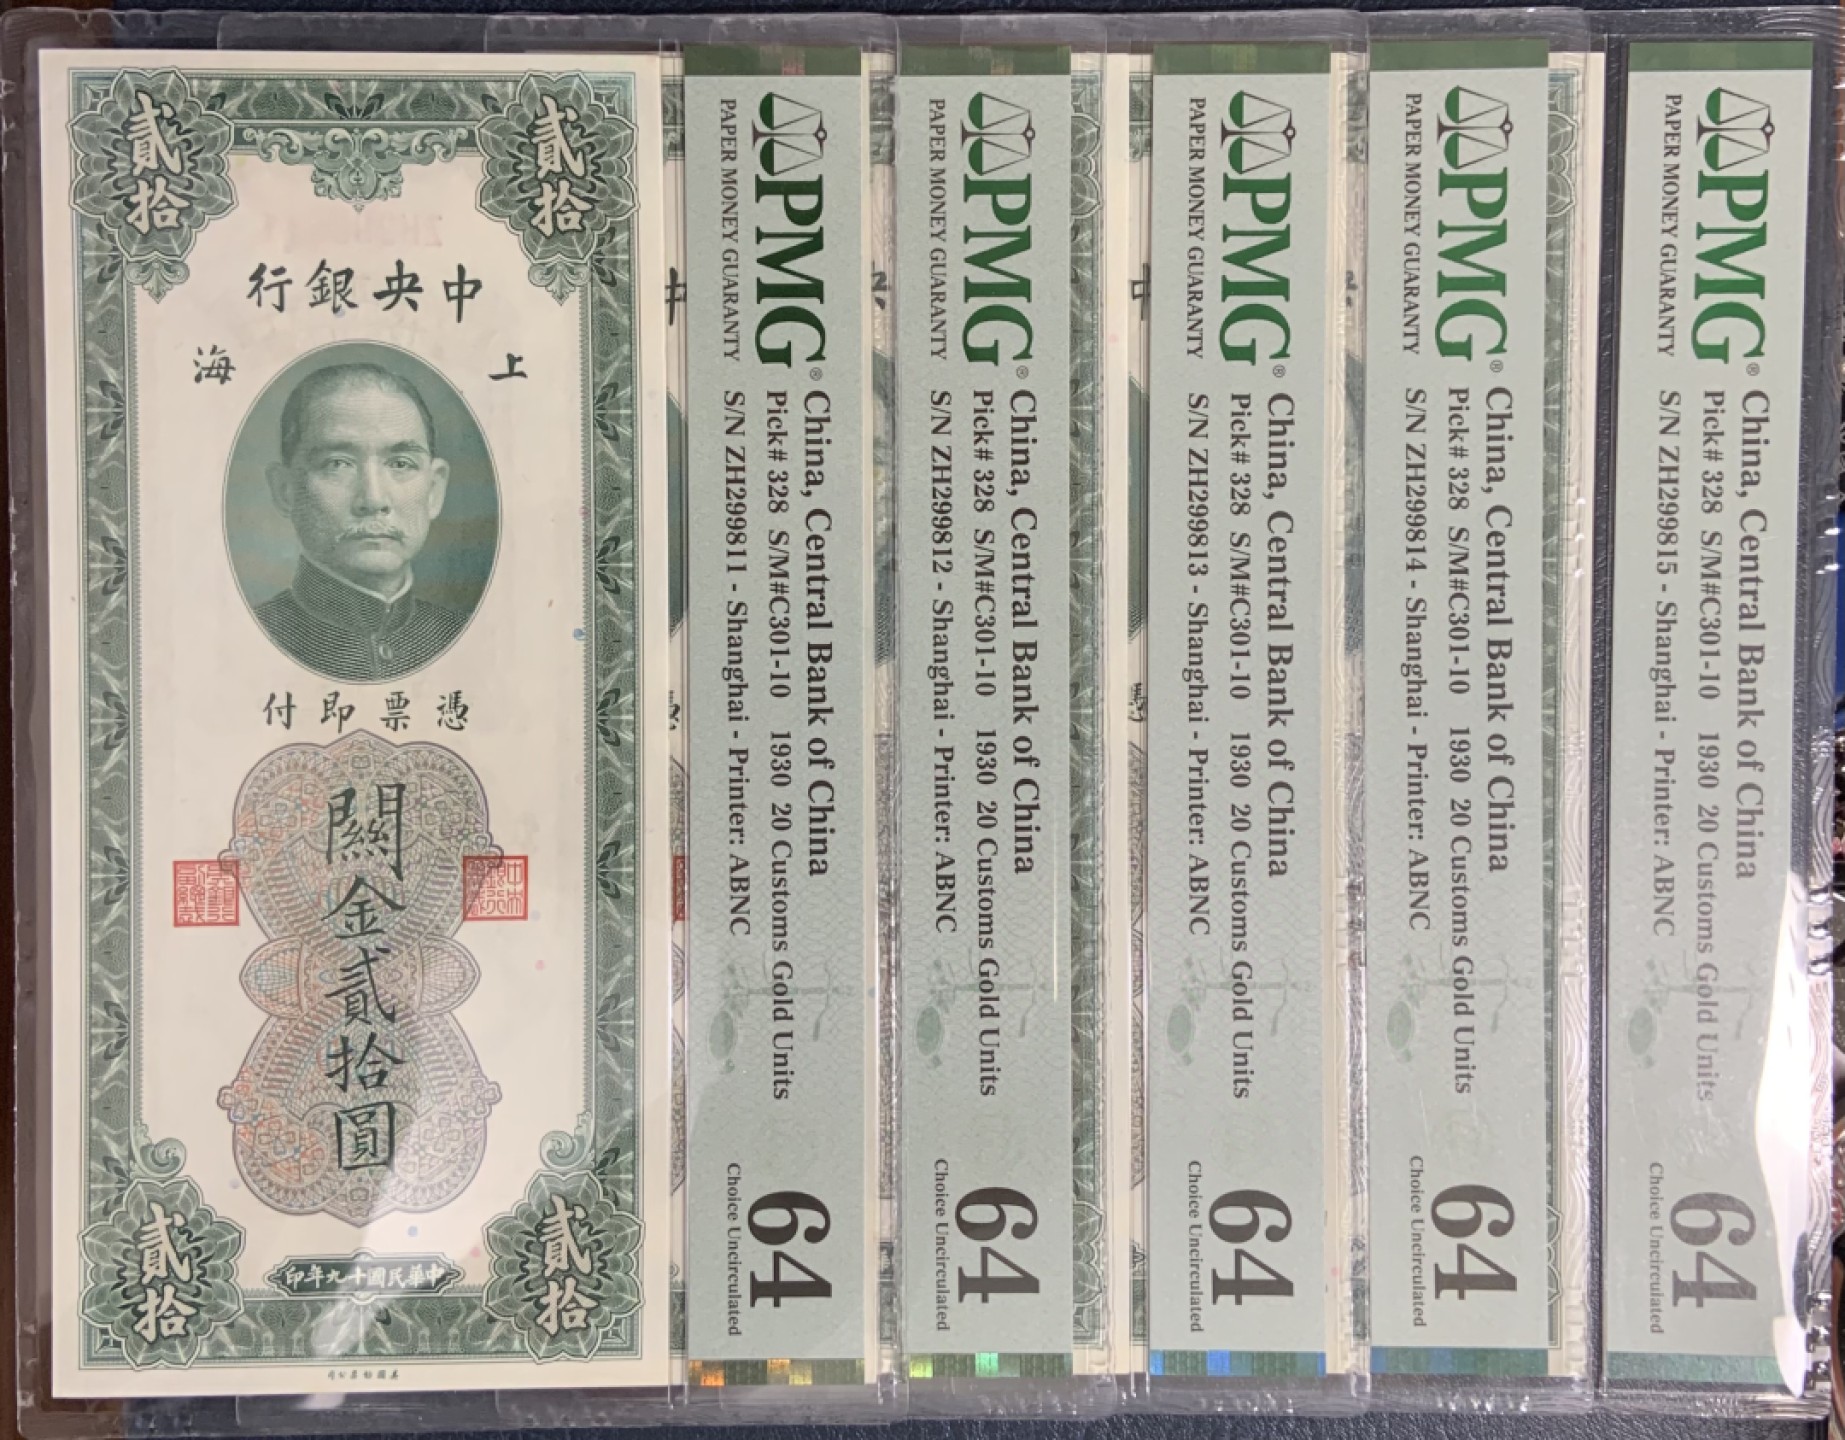 貳拾
貳拾
中央銀行
上
海
憑票即付
關金貳拾圓
貳拾
貳拾
中華民國十九年印
PMG®
PAPER MONEY GUARANTY
China, Central Bank of China
Pick# 328 S/M#C301-10 1930 20 Customs Gold Units
S/N ZH299811 - Shanghai - Printer: ABNC
64
Choice Uncirculated
PMG®
PAPER MONEY GUARANTY
China, Central Bank of China
Pick# 328 S/M#C301-10 1930 20 Customs Gold Units
S/N ZH299812 - Shanghai - Printer: ABNC
64
Choice Uncirculated
PMG®
PAPER MONEY GUARANTY
China, Central Bank of China
Pick# 328 S/M#C301-10 1930 20 Customs Gold Units
S/N ZH299813 - Shanghai - Printer: ABNC
64
Choice Uncirculated
PMG®
PAPER MONEY GUARANTY
China, Central Bank of China
Pick# 328 S/M#C301-10 1930 20 Customs Gold Units
S/N ZH299814 - Shanghai - Printer: ABNC
64
Choice Uncirculated
PMG®
PAPER MONEY GUARANTY
China, Central Bank of China
Pick# 328 S/M#C301-10 1930 20 Customs Gold Units
S/N ZH299815 - Shanghai - Printer: ABNC
64
Choice Uncirculated